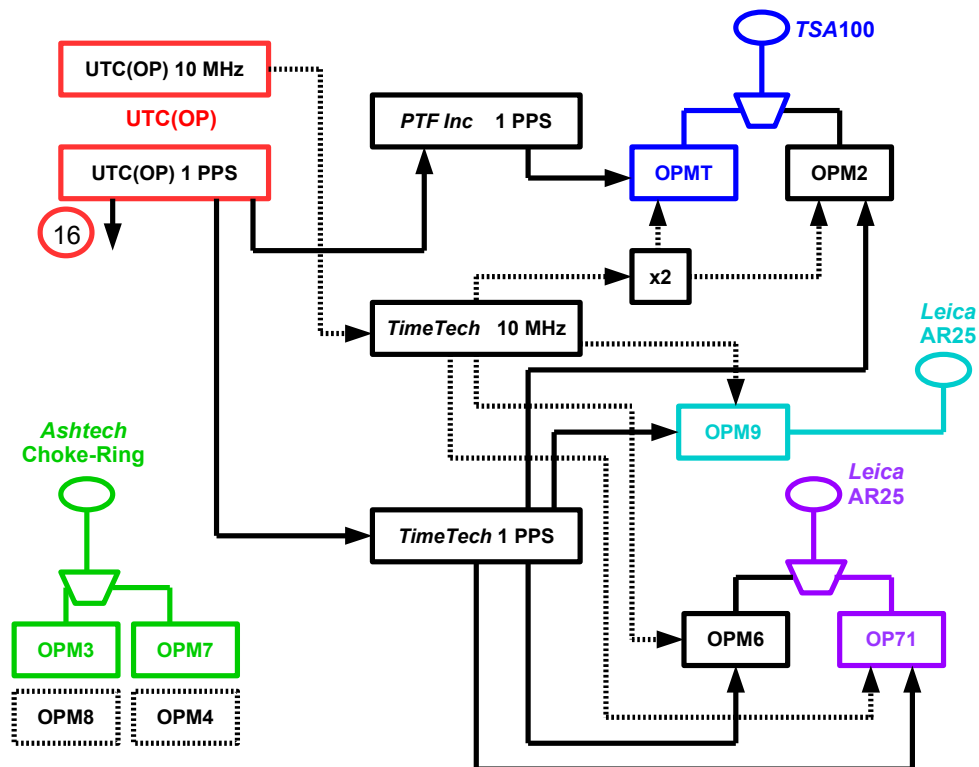 TSA100
UTC(OP) 10 MHz
UTC(OP)
PTF Inc 1 PPS
UTC(OP) 1 PPS
OPMT
OPM2
16
x2
TimeTech 10 MHz
Leica
AR25
OPM9
Ashtech
Choke-Ring
Leica
AR25
TimeTech 1 PPS
OPM3
OPM7
OPM6
OP71
OPM8
OPM4